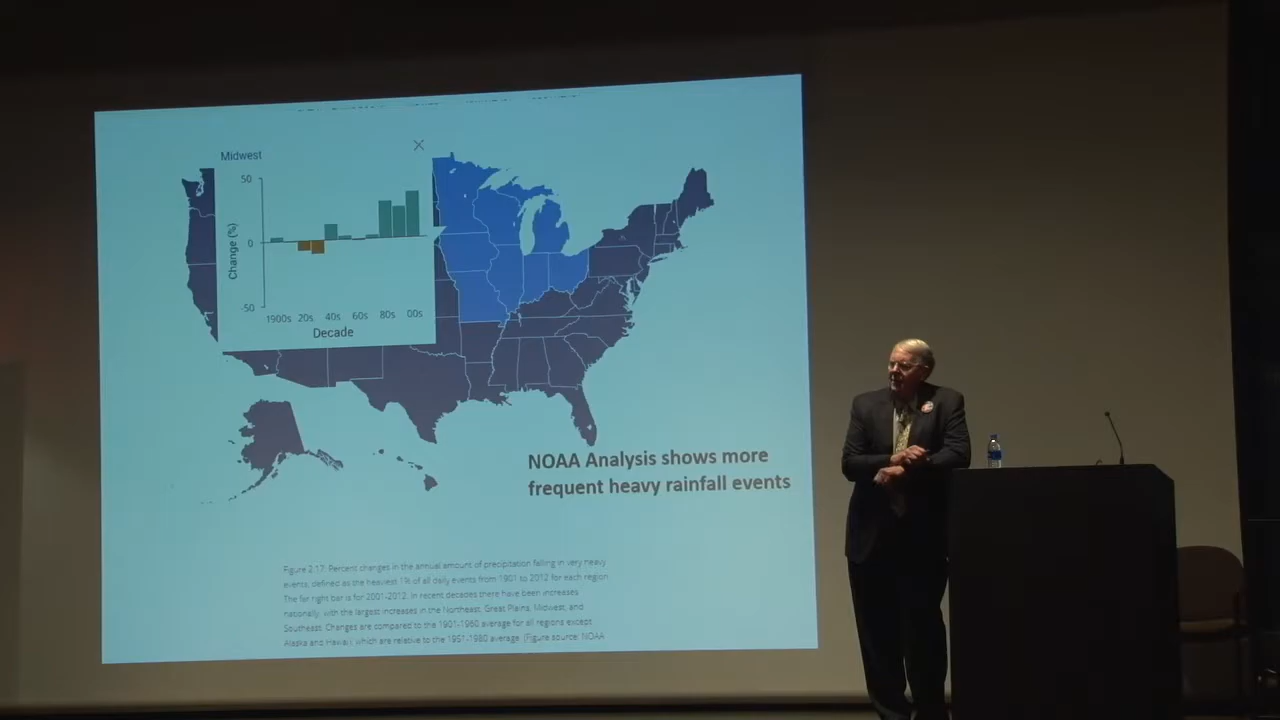 Midwest
50
0
-50
Change (%)
1900s 20s 40s 60s 80s 00s
Decade
NOAA Analysis shows more
frequent heavy rainfall events
Figure 2.17: Percent changes in the annual amount of precipitation falling in very heavy
events, defined as the heaviest 1% of all daily events from 1901 to 2012 for each region.
The far right bar is for 2001-2012. In recent decades there have been increases
nationally, with the largest increases in the Northeast, Great Plains, Midwest, and
Southeast. Changes are compared to the 1901-1960 average for all regions except
Alaska and Hawai'i, which are relative to the 1951-1980 average. (Figure source: NOAA